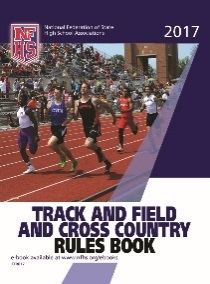 NFHS
National Federation of State
High School Associations
2017
TRACK AND FIELD
AND CROSS COUNTRY
RULES BOOK
e-book available at www.nfhs.org/ebooks